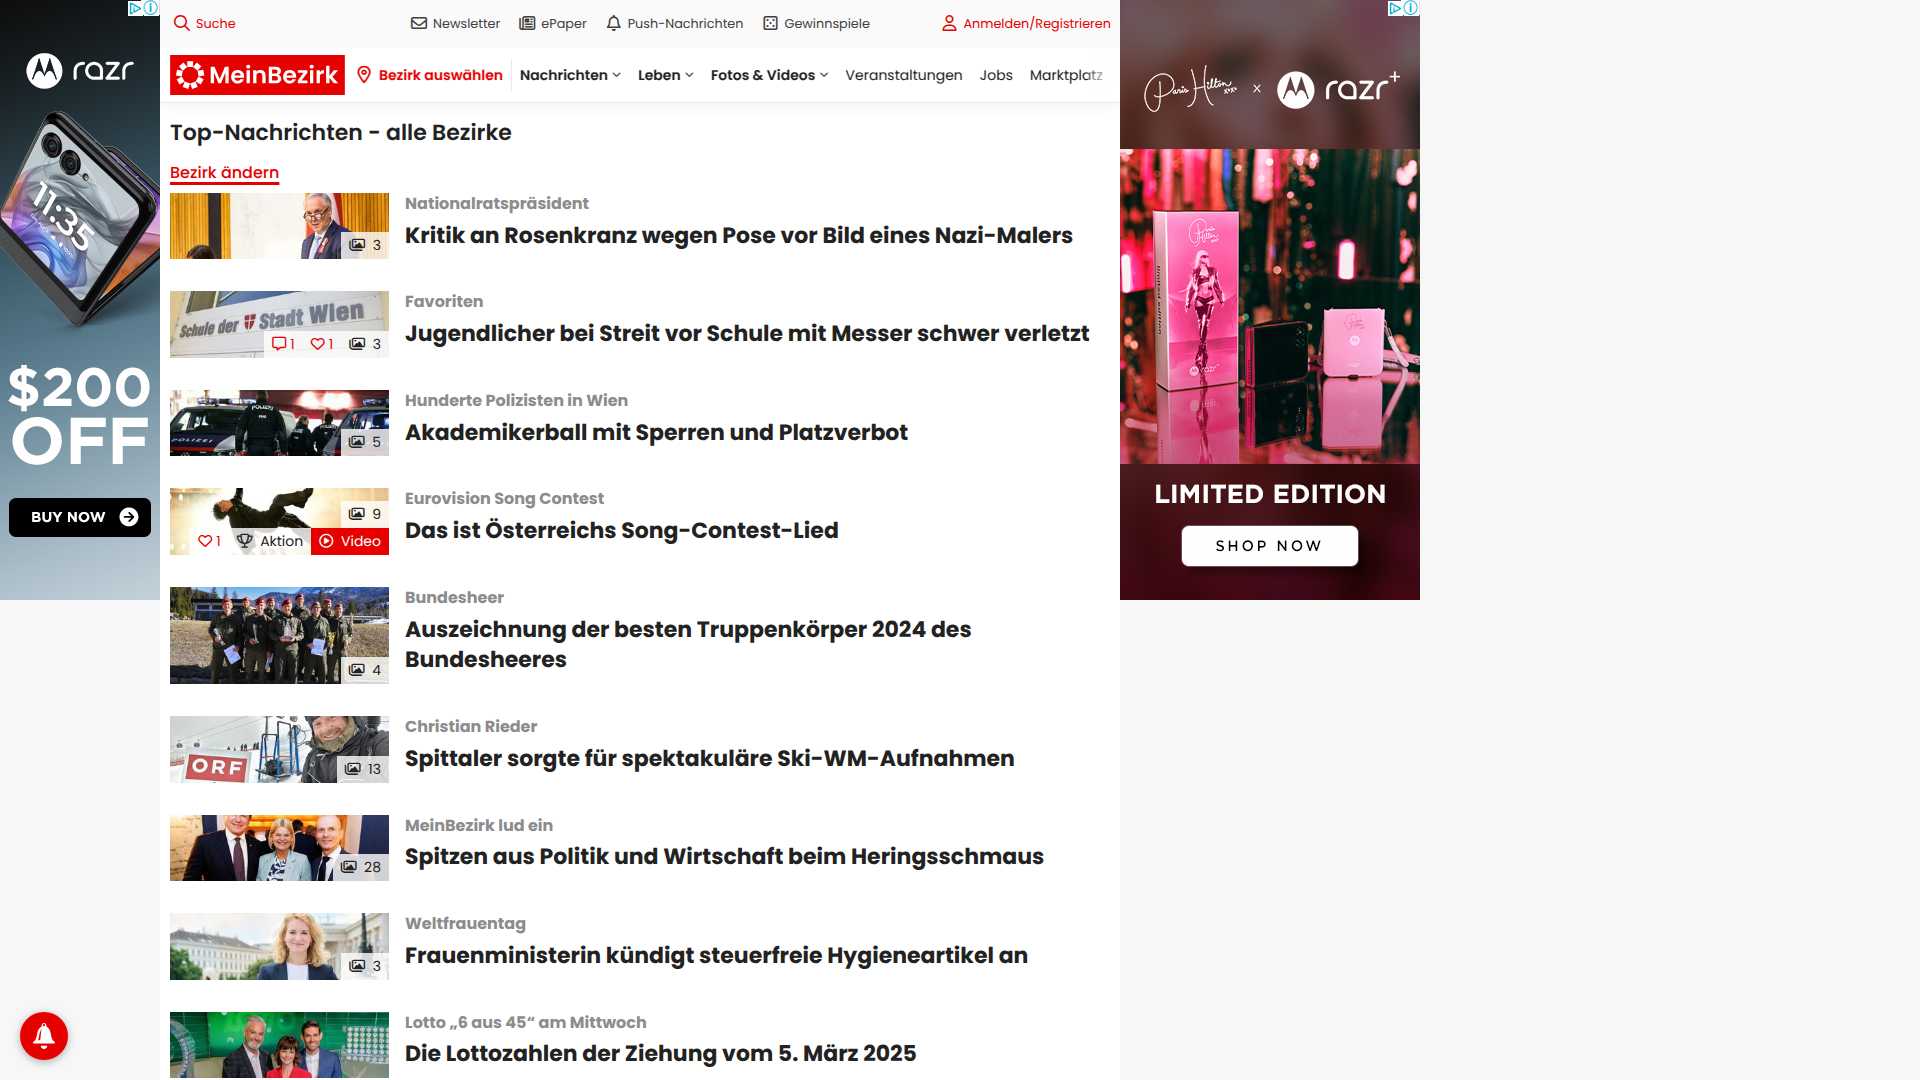 Suche
Newsletter
ePaper
Push-Nachrichten
Gewinnspiele
Anmelden/Registrieren
MeinBezirk
Bezirk auswählen
Nachrichten
Leben
Fotos & Videos
Veranstaltungen
Jobs
Marktplatz
Top-Nachrichten - alle Bezirke
Bezirk ändern
3
Nationalratspräsident
Kritik an Rosenkranz wegen Pose vor Bild eines Nazi-Malers
Schule der Stadt Wien
1
1
3
Favoriten
Jugendlicher bei Streit vor Schule mit Messer schwer verletzt
POLIZEI
5
Hunderte Polizisten in Wien
Akademikerball mit Sperren und Platzverbot
9
1
Aktion
Video
Eurovision Song Contest
Das ist Österreichs Song-Contest-Lied
4
Bundesheer
Auszeichnung der besten Truppenkörper 2024 des
Bundesheeres
ORF
13
Christian Rieder
Spittaler sorgte für spektakuläre Ski-WM-Aufnahmen
28
MeinBezirk lud ein
Spitzen aus Politik und Wirtschaft beim Heringsschmaus
3
Weltfrauentag
Frauenministerin kündigt steuerfreie Hygieneartikel an
Lotto „6 aus 45“ am Mittwoch
Die Lottozahlen der Ziehung vom 5. März 2025
razr
11:35
$200
OFF
BUY NOW
Paris Hilton
x
razr+
LIMITED EDITION
SHOP NOW